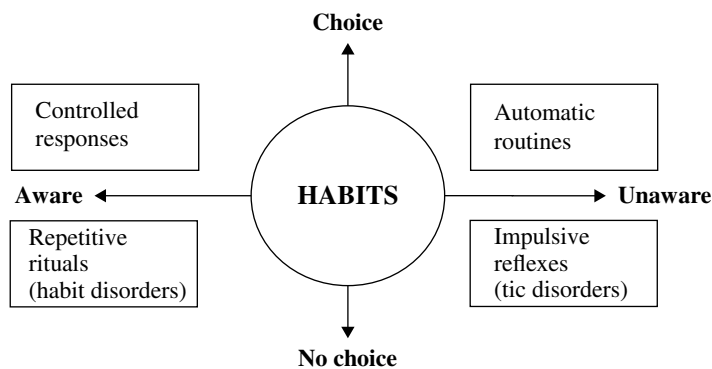 Choice
Controlled
responses
Automatic
routines
Aware
HABITS
Unaware
Repetitive
rituals
(habit disorders)
Impulsive
reflexes
(tic disorders)
No choice